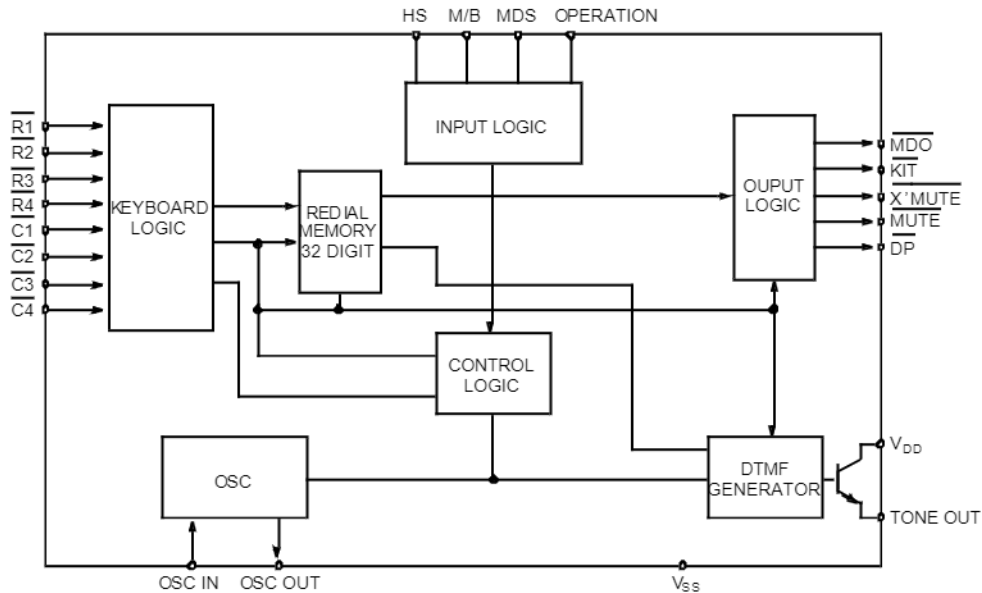 HS M/B MDS OPERATION
INPUT LOGIC
R1
R2
R3
R4
C1
C2
C3
C4
KEYBOARD
LOGIC
REDIAL
MEMORY
32 DIGIT
OUPUT
LOGIC
MDO
KIT
X'MUTE
MUTE
DP
CONTROL
LOGIC
OSC
DTMF
GENERATOR
VDD
TONE OUT
OSC IN OSC OUT VSS